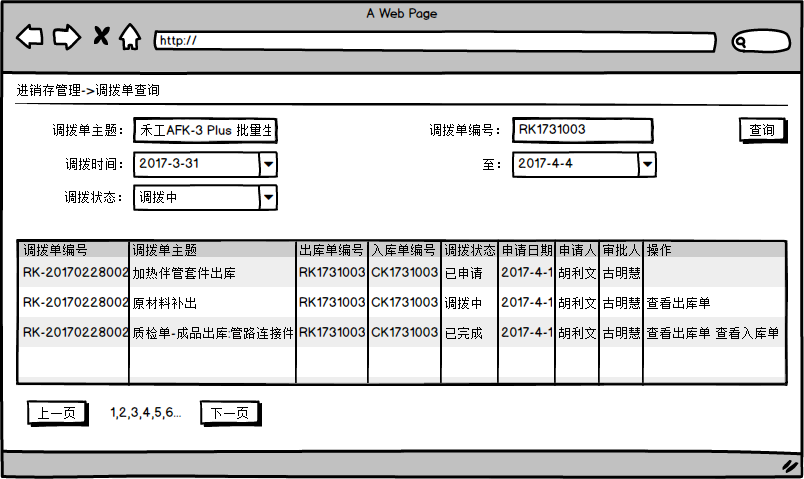 A Web Page
http://
进销存管理->调拨单查询
调拨单主题： 禾工AFK-3 Plus 批量生 调拨单编号： RK1731003 查询
调拨时间： 2017-3-31 至： 2017-4-4
调拨状态： 调拨中
调拨单编号 调拨单主题 出库单编号 入库单编号 调拨状态 申请日期 申请人 审批人 操作
RK-20170228002 加热伴管套件出库 RK1731003 CK1731003 已申请 2017-4-1 胡利文 古明慧
RK-20170228002 原材料补出 RK1731003 CK1731003 调拨中 2017-4-1 胡利文 古明慧 查看出库单
RK-20170228002 质检单-成品出库:管路连接件 RK1731003 CK1731003 已完成 2017-4-1 胡利文 古明慧 查看出库单 查看入库单
上一页 1,2,3,4,5,6... 下一页